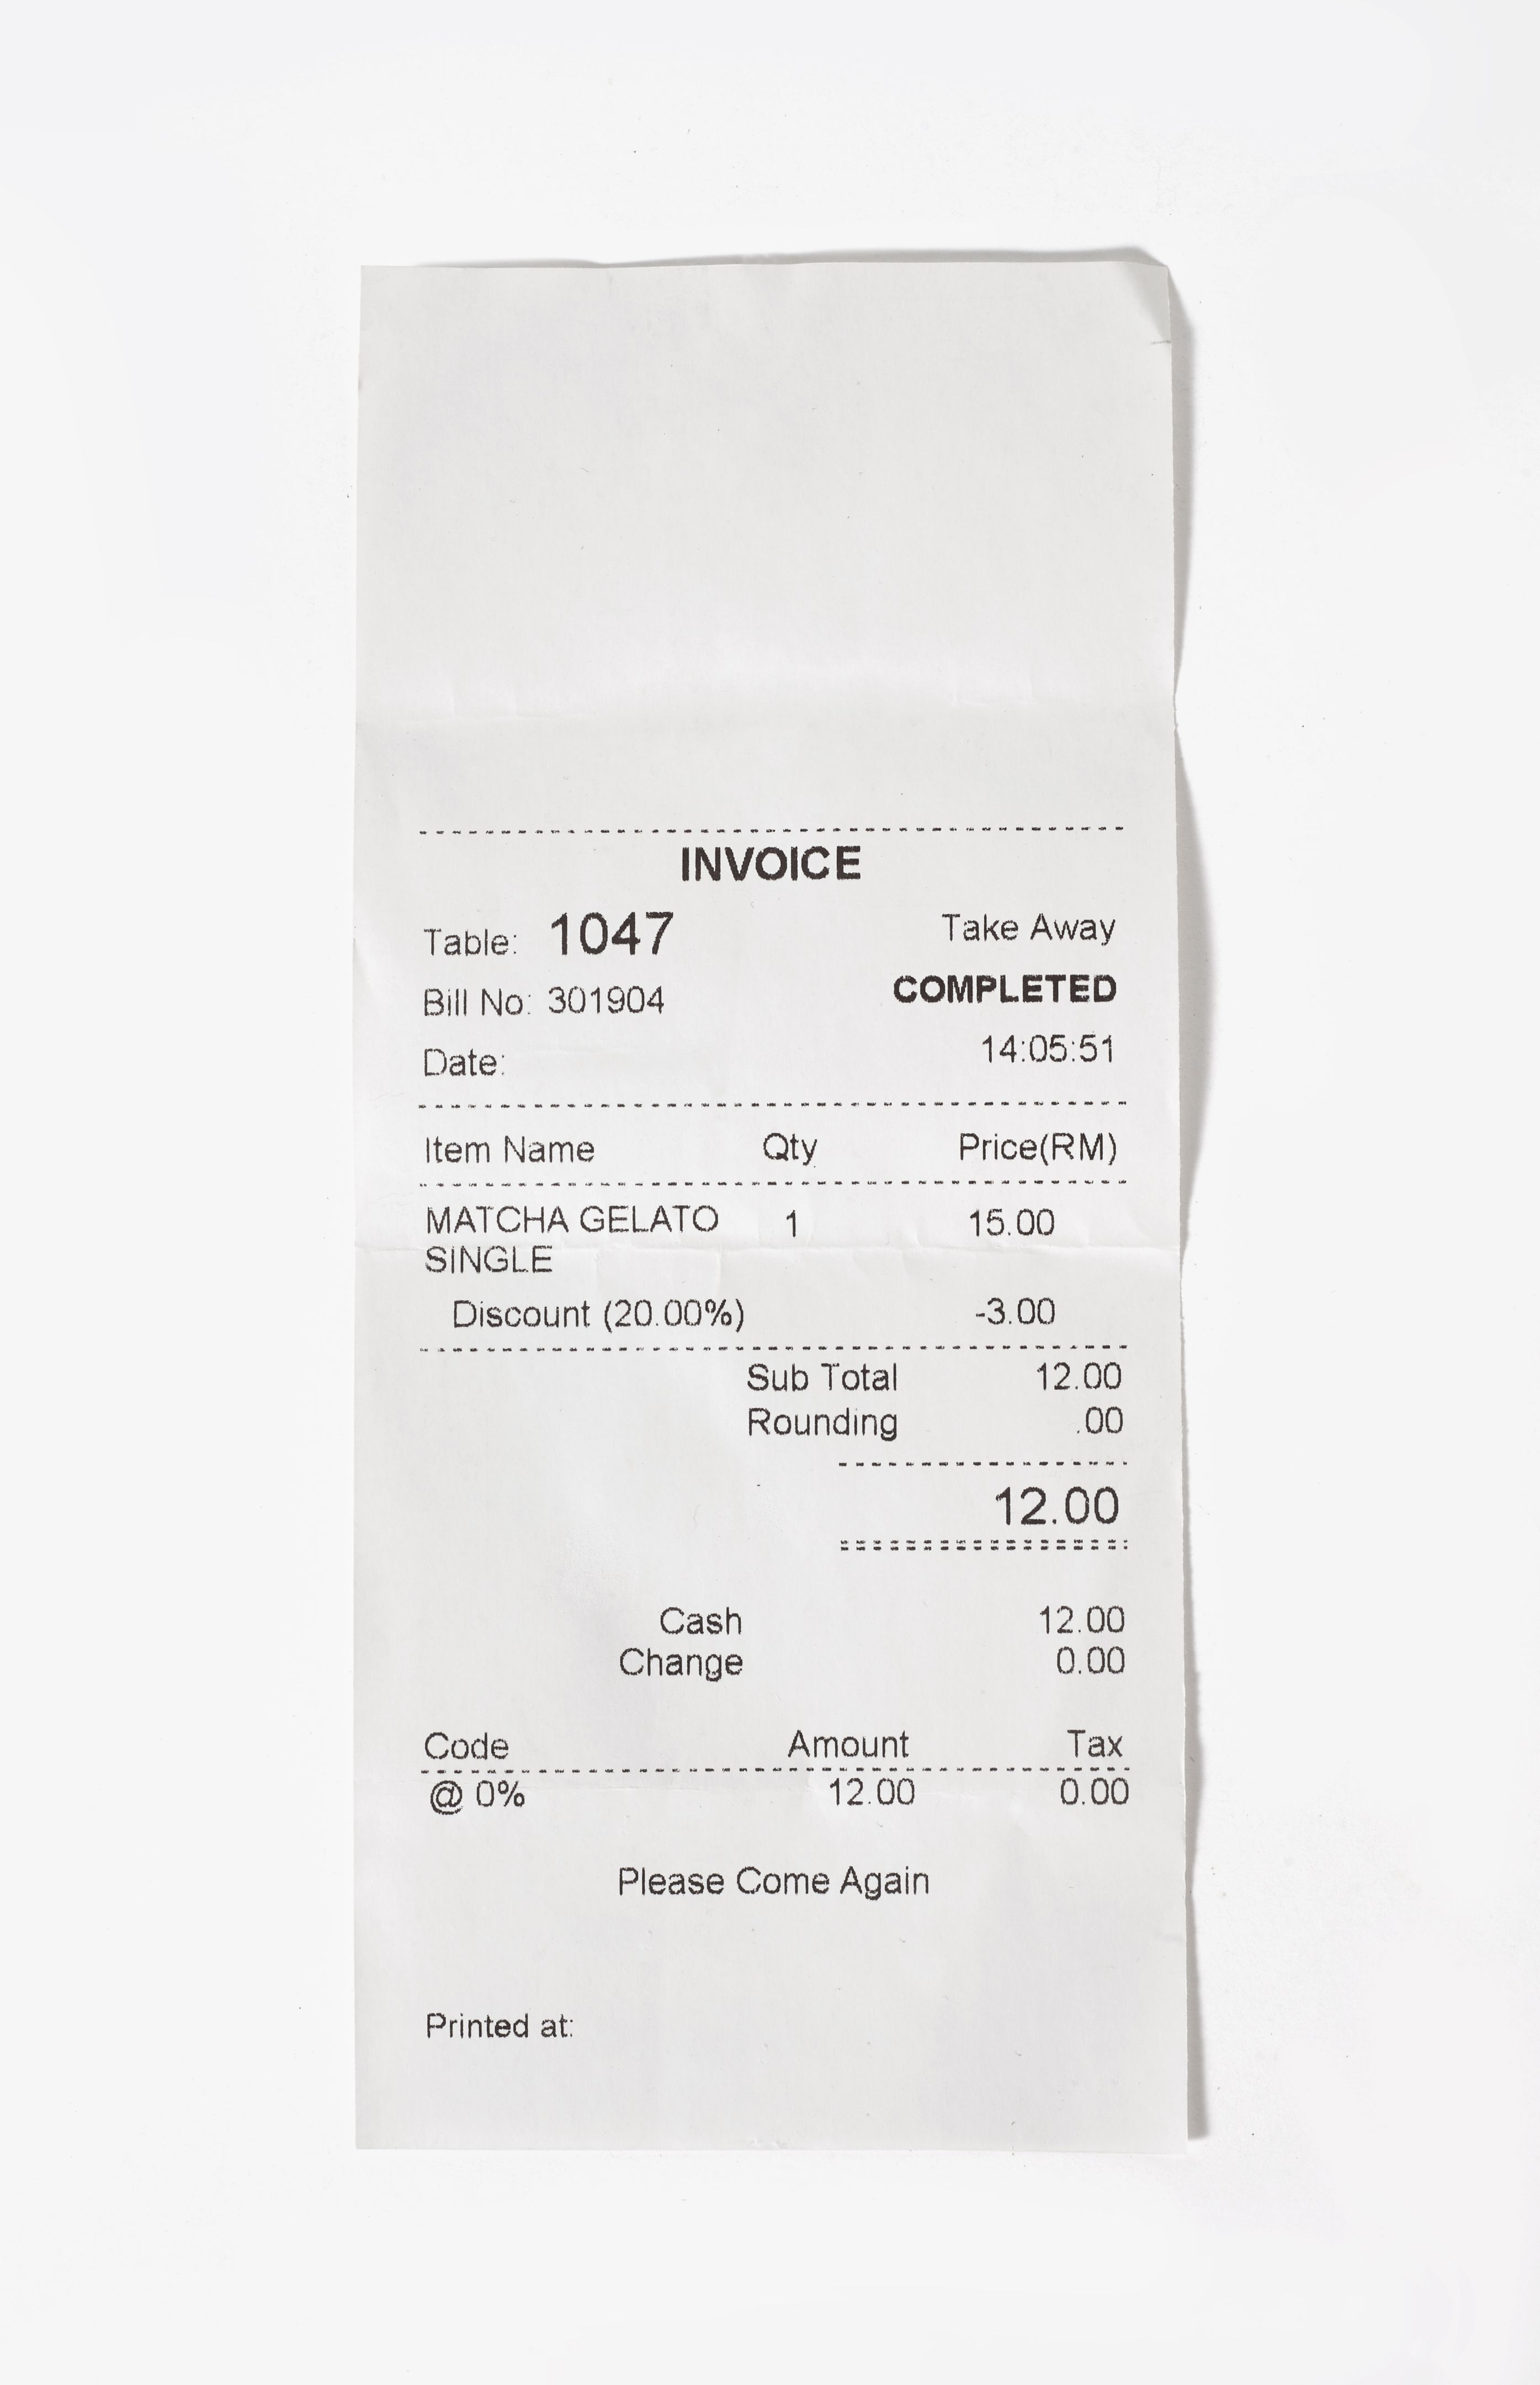 INVOICE
Table: 1047 Take Away
Bill No: 301904 COMPLETED
Date: 14:05:51
Item Name Qty Price(RM)
MATCHA GELATO 1 15.00
SINGLE
Discount (20.00%) -3.00
Sub Total 12.00
Rounding .00
12.00
Cash 12.00
Change 0.00
Code Amount Tax
@ 0% 12.00 0.00
Please Come Again
Printed at: